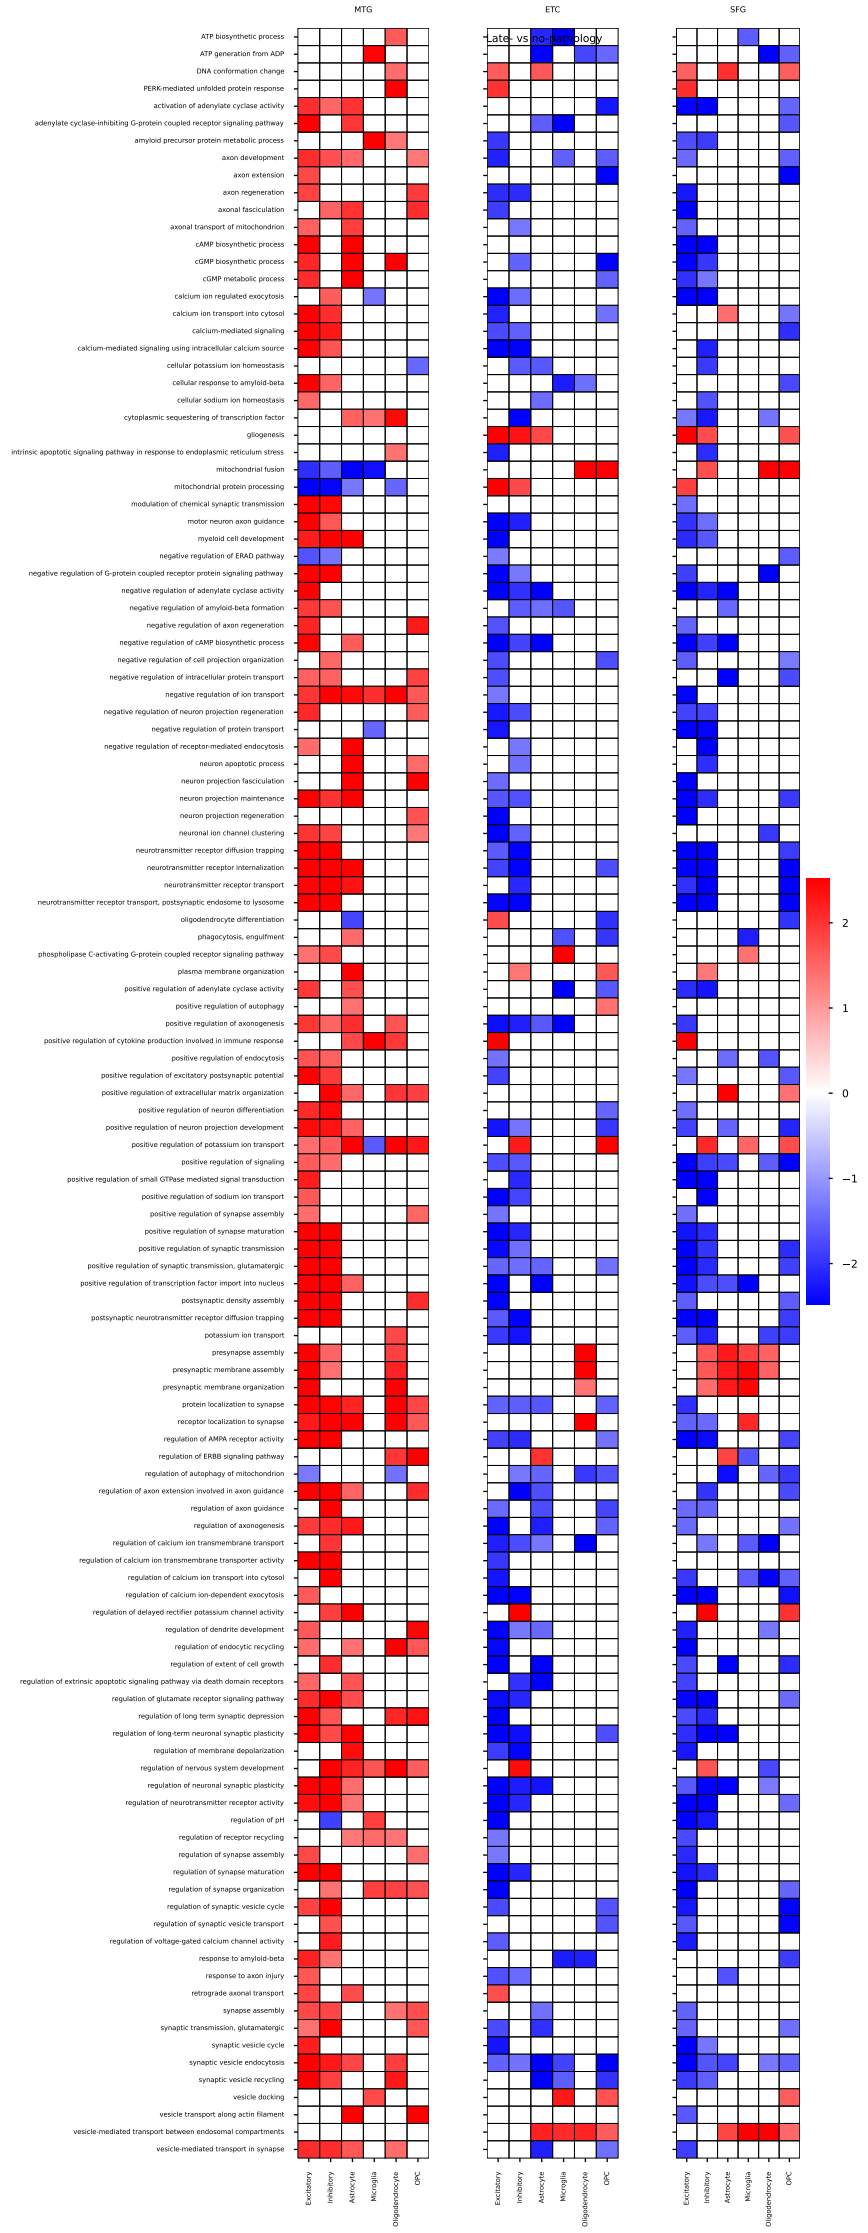 MTG
ETC
SFG
Late- vs no-pathology
ATP biosynthetic process
ATP generation from ADP
DNA conformation change
PERK-mediated unfolded protein response
activation of adenylate cyclase activity
adenylate cyclase-inhibiting G-protein coupled receptor signaling pathway
amyloid precursor protein metabolic process
axon development
axon extension
axon regeneration
axonal fasciculation
axonal transport of mitochondrion
cAMP biosynthetic process
cGMP biosynthetic process
cGMP metabolic process
calcium ion regulated exocytosis
calcium ion transport into cytosol
calcium-mediated signaling
calcium-mediated signaling using intracellular calcium source
cellular potassium ion homeostasis
cellular response to amyloid-beta
cellular sodium ion homeostasis
cytoplasmic sequestering of transcription factor
gliogenesis
intrinsic apoptotic signaling pathway in response to endoplasmic reticulum stress
mitochondrial fusion
mitochondrial protein processing
modulation of chemical synaptic transmission
motor neuron axon guidance
myeloid cell development
negative regulation of ERAD pathway
negative regulation of G-protein coupled receptor protein signaling pathway
negative regulation of adenylate cyclase activity
negative regulation of amyloid-beta formation
negative regulation of axon regeneration
negative regulation of cAMP biosynthetic process
negative regulation of cell projection organization
negative regulation of intracellular protein transport
negative regulation of ion transport
negative regulation of neuron projection regeneration
negative regulation of protein transport
negative regulation of receptor-mediated endocytosis
neuron apoptotic process
neuron projection fasciculation
neuron projection maintenance
neuron projection regeneration
neuronal ion channel clustering
neurotransmitter receptor diffusion trapping
neurotransmitter receptor internalization
neurotransmitter receptor transport
neurotransmitter receptor transport, postsynaptic endosome to lysosome
oligodendrocyte differentiation
phagocytosis, engulfment
phospholipase C-activating G-protein coupled receptor signaling pathway
plasma membrane organization
positive regulation of adenylate cyclase activity
positive regulation of autophagy
positive regulation of axonogenesis
positive regulation of cytokine production involved in immune response
positive regulation of endocytosis
positive regulation of excitatory postsynaptic potential
positive regulation of extracellular matrix organization
positive regulation of neuron differentiation
positive regulation of neuron projection development
positive regulation of potassium ion transport
positive regulation of signaling
positive regulation of small GTPase mediated signal transduction
positive regulation of sodium ion transport
positive regulation of synapse assembly
positive regulation of synapse maturation
positive regulation of synaptic transmission
positive regulation of synaptic transmission, glutamatergic
positive regulation of transcription factor import into nucleus
postsynaptic density assembly
postsynaptic neurotransmitter receptor diffusion trapping
potassium ion transport
presynapse assembly
presynaptic membrane assembly
presynaptic membrane organization
protein localization to synapse
receptor localization to synapse
regulation of AMPA receptor activity
regulation of ERBB signaling pathway
regulation of autophagy of mitochondrion
regulation of axon extension involved in axon guidance
regulation of axon guidance
regulation of axonogenesis
regulation of calcium ion transmembrane transport
regulation of calcium ion transmembrane transporter activity
regulation of calcium ion transport into cytosol
regulation of calcium ion-dependent exocytosis
regulation of delayed rectifier potassium channel activity
regulation of dendrite development
regulation of endocytic recycling
regulation of extent of cell growth
regulation of extrinsic apoptotic signaling pathway via death domain receptors
regulation of glutamate receptor signaling pathway
regulation of long term synaptic depression
regulation of long-term neuronal synaptic plasticity
regulation of membrane depolarization
regulation of nervous system development
regulation of neuronal synaptic plasticity
regulation of neurotransmitter receptor activity
regulation of pH
regulation of receptor recycling
regulation of synapse assembly
regulation of synapse maturation
regulation of synapse organization
regulation of synaptic vesicle cycle
regulation of synaptic vesicle transport
regulation of voltage-gated calcium channel activity
response to amyloid-beta
response to axon injury
retrograde axonal transport
synapse assembly
synaptic transmission, glutamatergic
synaptic vesicle cycle
synaptic vesicle endocytosis
synaptic vesicle recycling
vesicle docking
vesicle transport along actin filament
vesicle-mediated transport between endosomal compartments
vesicle-mediated transport in synapse
Excitatory
Inhibitory
Astrocyte
Microglia
Oligodendrocyte
OPC
Excitatory
Inhibitory
Astrocyte
Microglia
Oligodendrocyte
OPC
Excitatory
Inhibitory
Astrocyte
Microglia
Oligodendrocyte
OPC
2
1
0
−1
−2